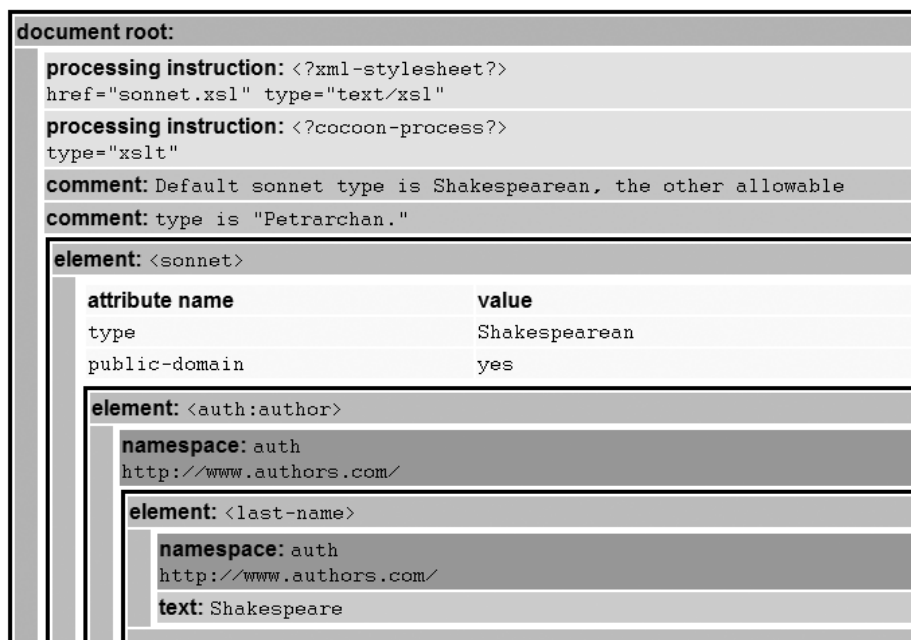 document root:
processing instruction: <?xml-stylesheet?>
href="sonnet.xsl" type="text/xsl"
processing instruction: <?cocoon-process?>
type="xslt"
comment: Default sonnet type is Shakespearean, the other allowable
comment: type is "Petrarchan."
element: <sonnet>
attribute name value
type Shakespearean
public-domain yes
element: <auth:author>
namespace: auth
http://www.authors.com/
element: <last-name>
namespace: auth
http://www.authors.com/
text: Shakespeare